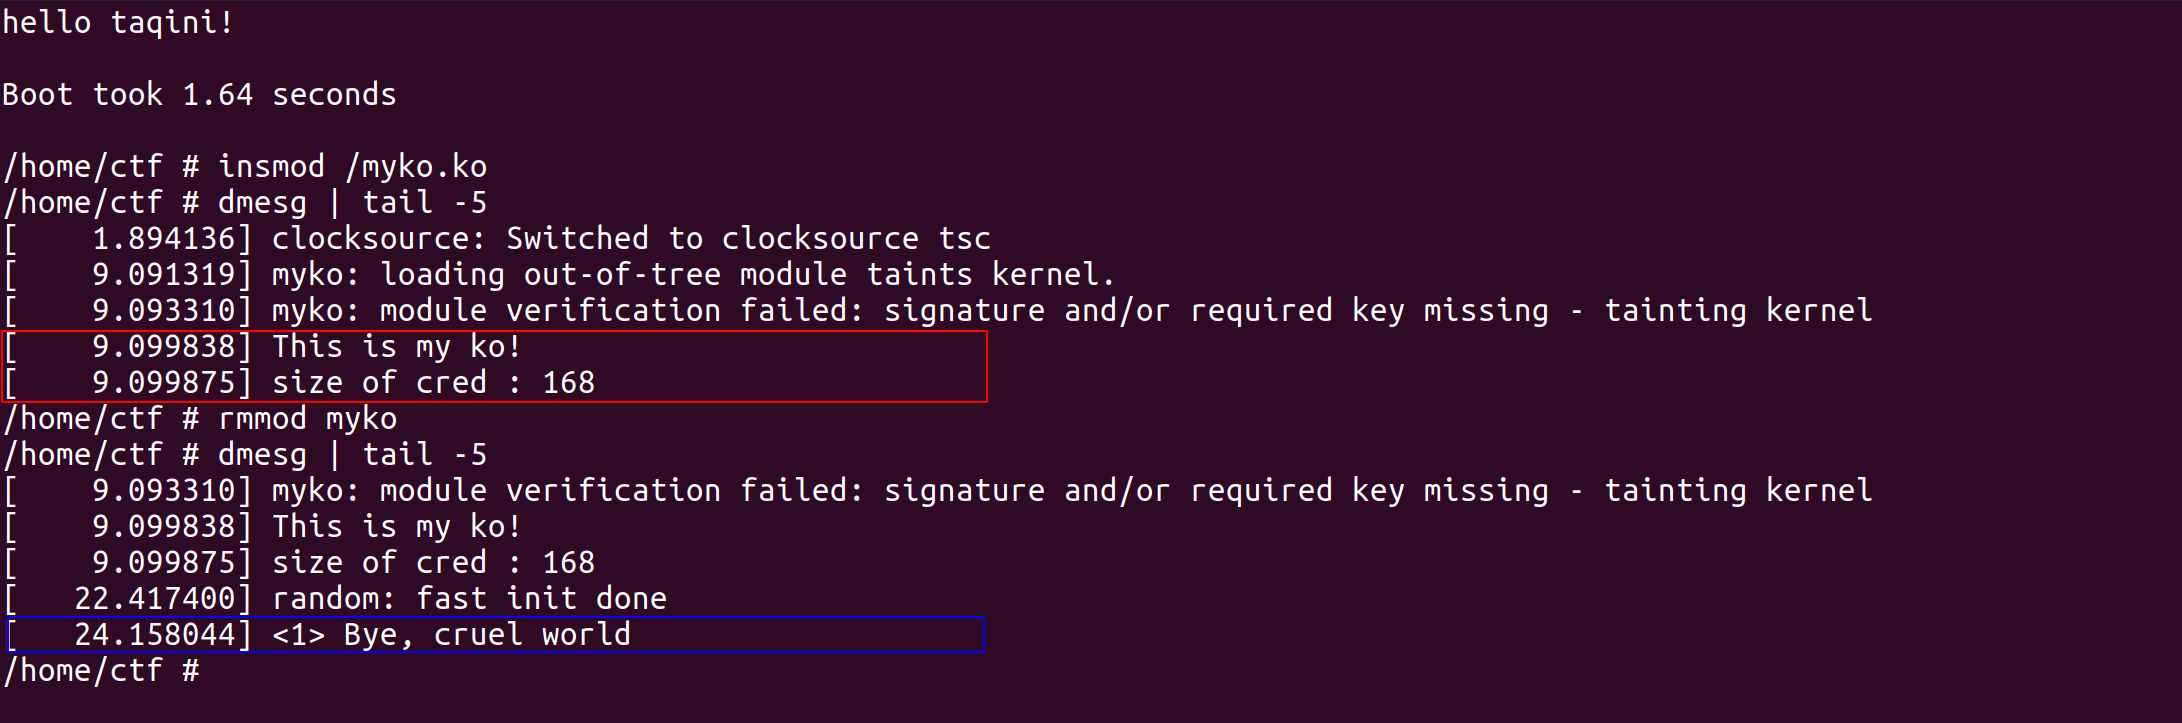 hello taqini!
Boot took 1.64 seconds
/home/ctf # insmod /myko.ko
/home/ctf # dmesg | tail -5
[    1.894136] clocksource: Switched to clocksource tsc
[    9.091319] myko: loading out-of-tree module taints kernel.
[    9.093310] myko: module verification failed: signature and/or required key missing - tainting kernel
[    9.099838] This is my ko!
[    9.099875] size of cred : 168
/home/ctf # rmmod myko
/home/ctf # dmesg | tail -5
[    9.093310] myko: module verification failed: signature and/or required key missing - tainting kernel
[    9.099838] This is my ko!
[    9.099875] size of cred : 168
[   22.417400] random: fast init done
[   24.158044] <1> Bye, cruel world
/home/ctf #